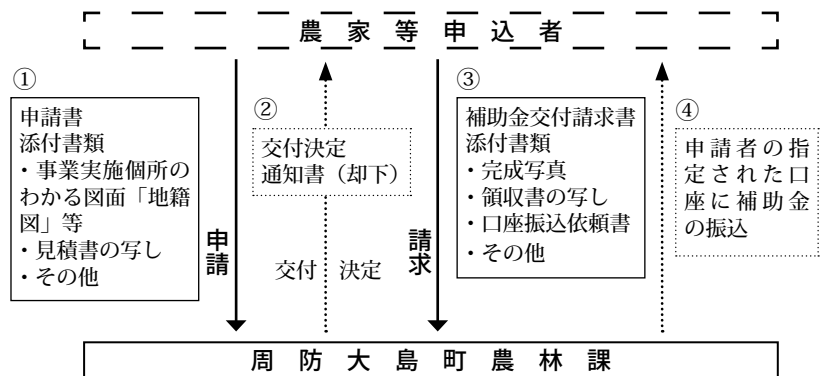 農家等申込者
①
申請書
添付書類
・事業実施個所の
わかる図面「地籍
図」等
・見積書の写し
・その他
申請
②
交付決定
通知書（却下）
交付 決定
③
補助金交付請求書
添付書類
・完成写真
・領収書の写し
・口座振込依頼書
・その他
請求
④
申請者の指
定された口
座に補助金
の振込
周防大島町農林課